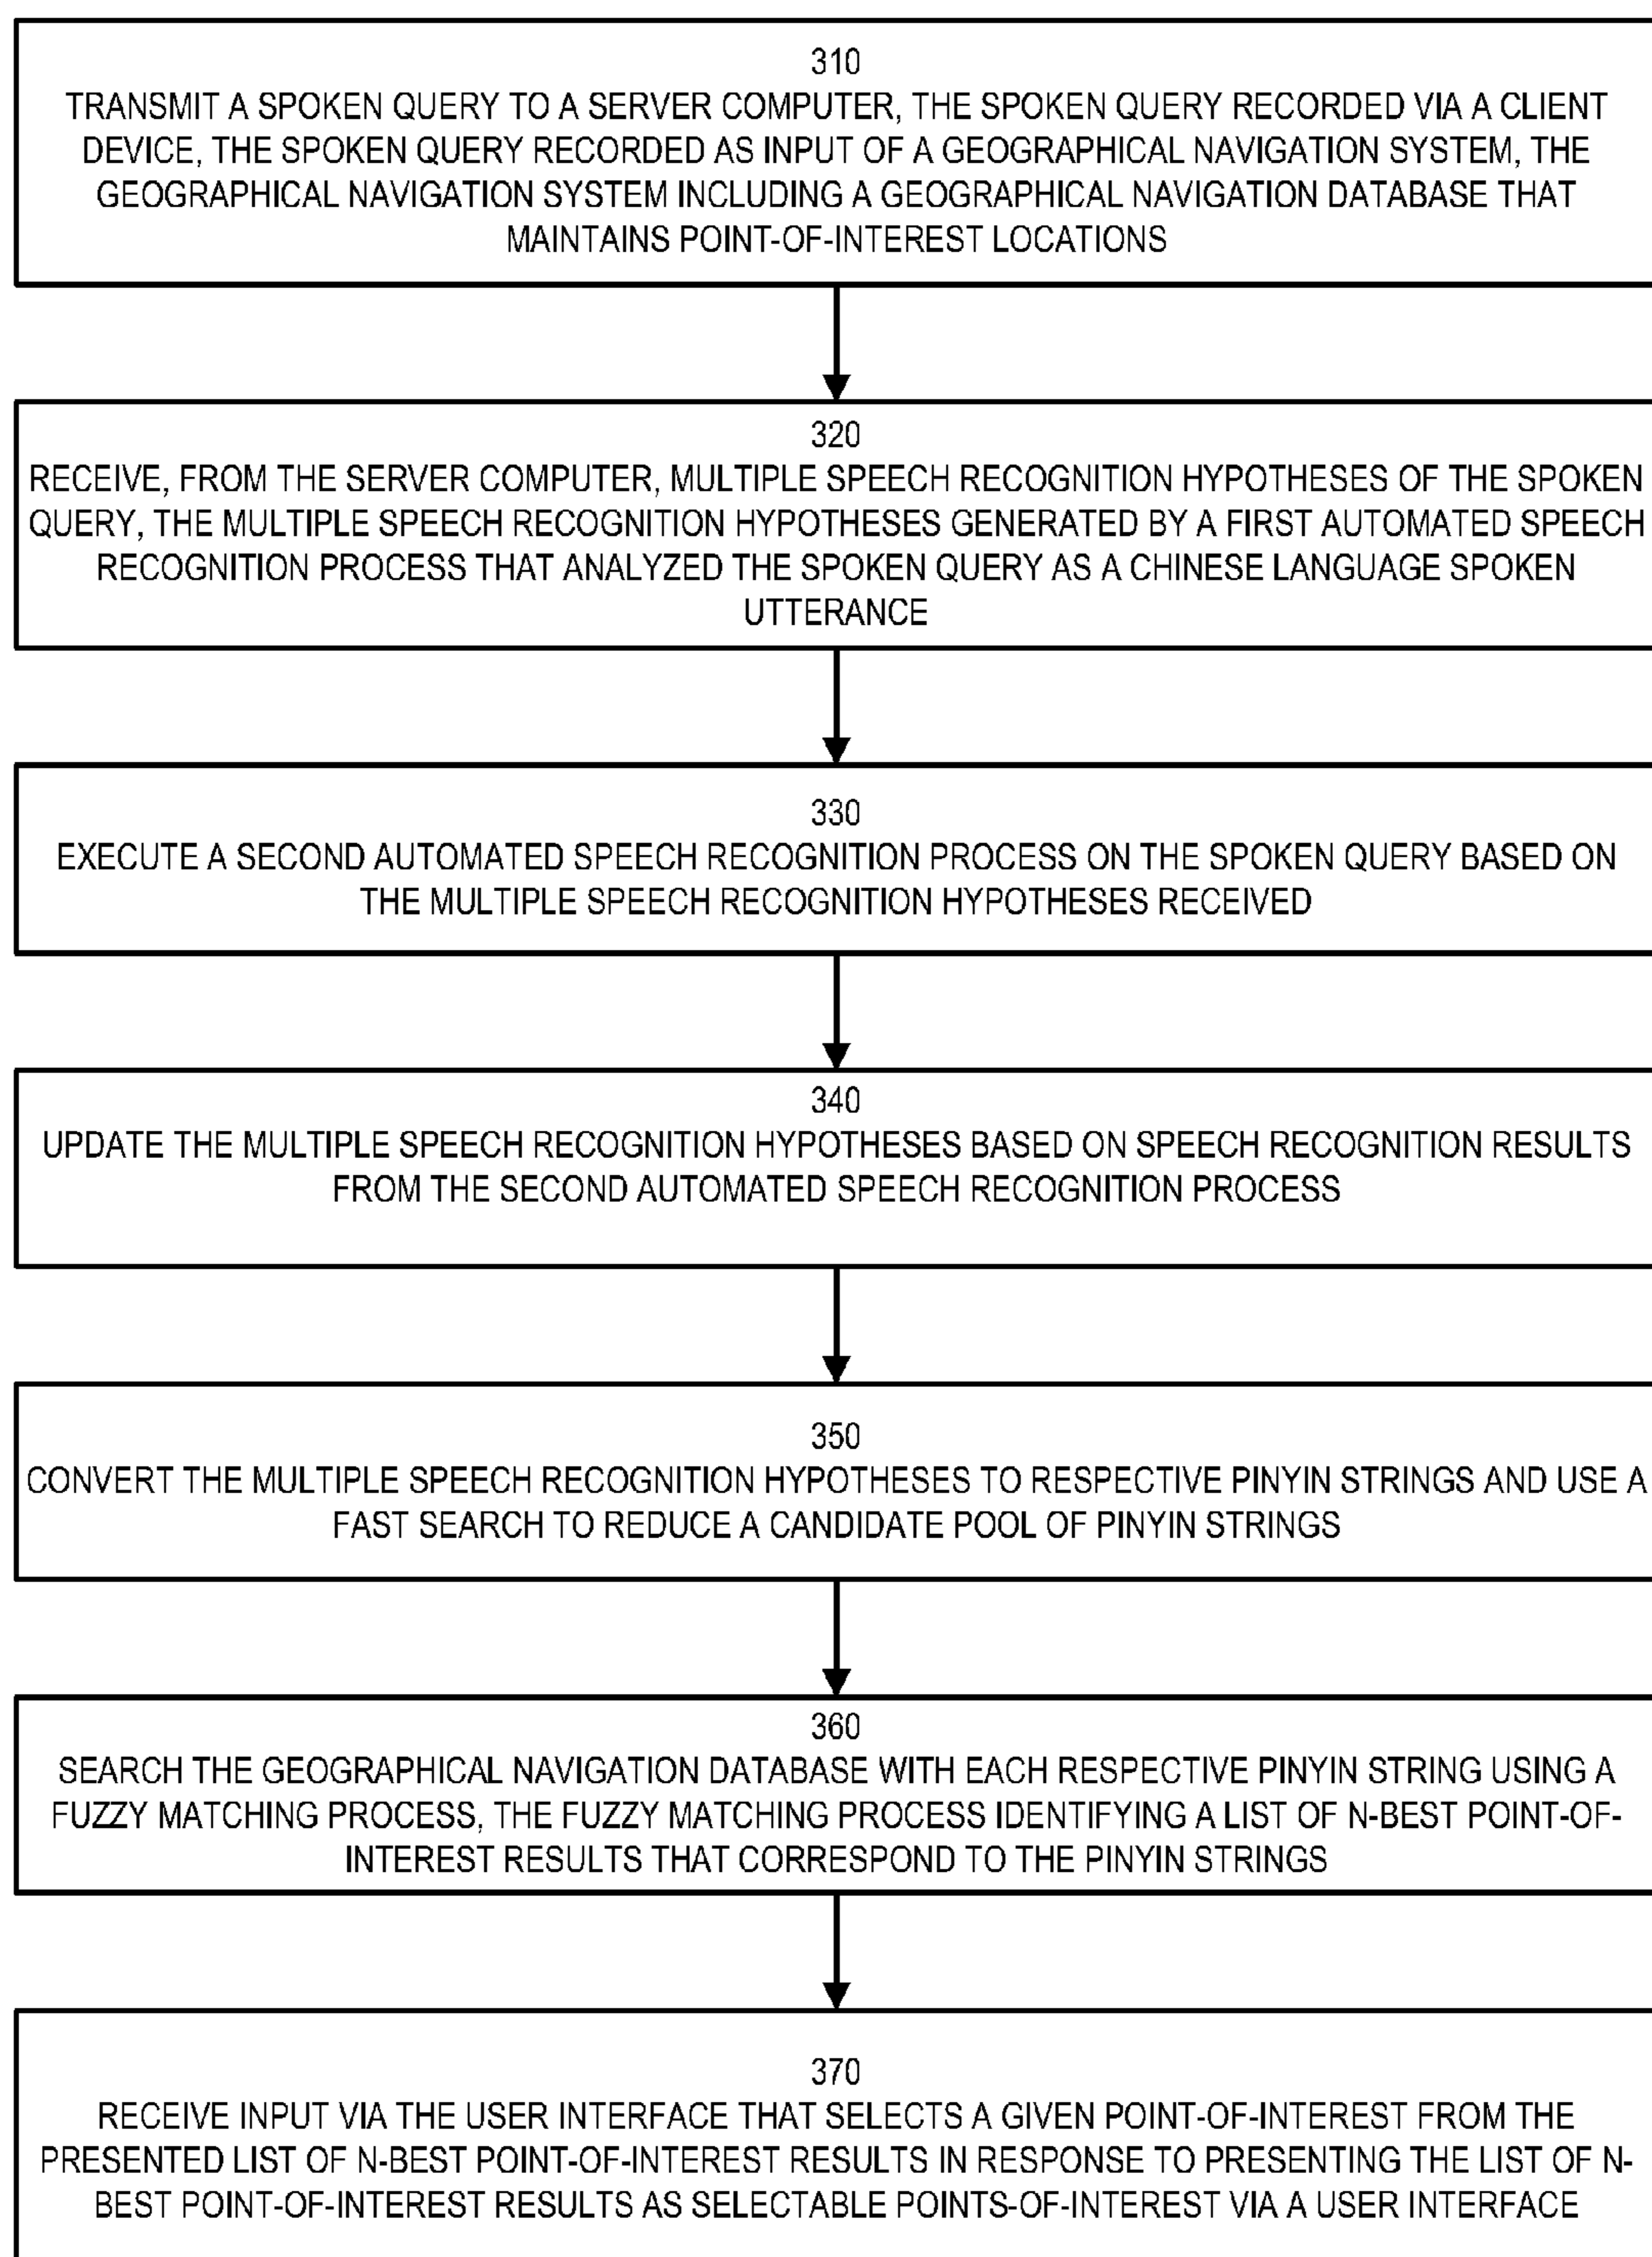 310
TRANSMIT A SPOKEN QUERY TO A SERVER COMPUTER, THE SPOKEN QUERY RECORDED VIA A CLIENT
DEVICE, THE SPOKEN QUERY RECORDED AS INPUT OF A GEOGRAPHICAL NAVIGATION SYSTEM, THE
GEOGRAPHICAL NAVIGATION SYSTEM INCLUDING A GEOGRAPHICAL NAVIGATION DATABASE THAT
MAINTAINS POINT-OF-INTEREST LOCATIONS
320
RECEIVE, FROM THE SERVER COMPUTER, MULTIPLE SPEECH RECOGNITION HYPOTHESES OF THE SPOKEN
QUERY, THE MULTIPLE SPEECH RECOGNITION HYPOTHESES GENERATED BY A FIRST AUTOMATED SPEECH
RECOGNITION PROCESS THAT ANALYZED THE SPOKEN QUERY AS A CHINESE LANGUAGE SPOKEN
UTTERANCE
330
EXECUTE A SECOND AUTOMATED SPEECH RECOGNITION PROCESS ON THE SPOKEN QUERY BASED ON
THE MULTIPLE SPEECH RECOGNITION HYPOTHESES RECEIVED
340
UPDATE THE MULTIPLE SPEECH RECOGNITION HYPOTHESES BASED ON SPEECH RECOGNITION RESULTS
FROM THE SECOND AUTOMATED SPEECH RECOGNITION PROCESS
350
CONVERT THE MULTIPLE SPEECH RECOGNITION HYPOTHESES TO RESPECTIVE PINYIN STRINGS AND USE A
FAST SEARCH TO REDUCE A CANDIDATE POOL OF PINYIN STRINGS
360
SEARCH THE GEOGRAPHICAL NAVIGATION DATABASE WITH EACH RESPECTIVE PINYIN STRING USING A
FUZZY MATCHING PROCESS, THE FUZZY MATCHING PROCESS IDENTIFYING A LIST OF N-BEST POINT-OF-
INTEREST RESULTS THAT CORRESPOND TO THE PINYIN STRINGS
370
RECEIVE INPUT VIA THE USER INTERFACE THAT SELECTS A GIVEN POINT-OF-INTEREST FROM THE
PRESENTED LIST OF N-BEST POINT-OF-INTEREST RESULTS IN RESPONSE TO PRESENTING THE LIST OF N-
BEST POINT-OF-INTEREST RESULTS AS SELECTABLE POINTS-OF-INTEREST VIA A USER INTERFACE